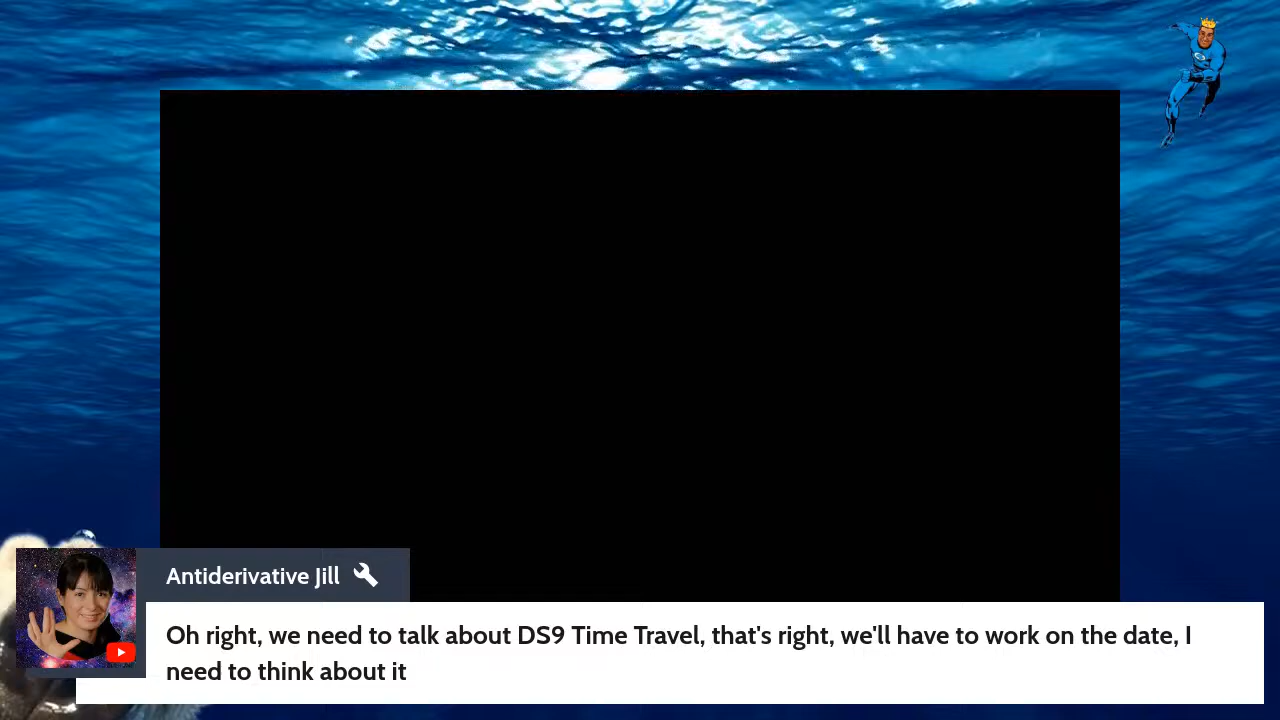 Antiderivative Jill
Oh right, we need to talk about DS9 Time Travel, that's right, we'll have to work on the date, I
need to think about it